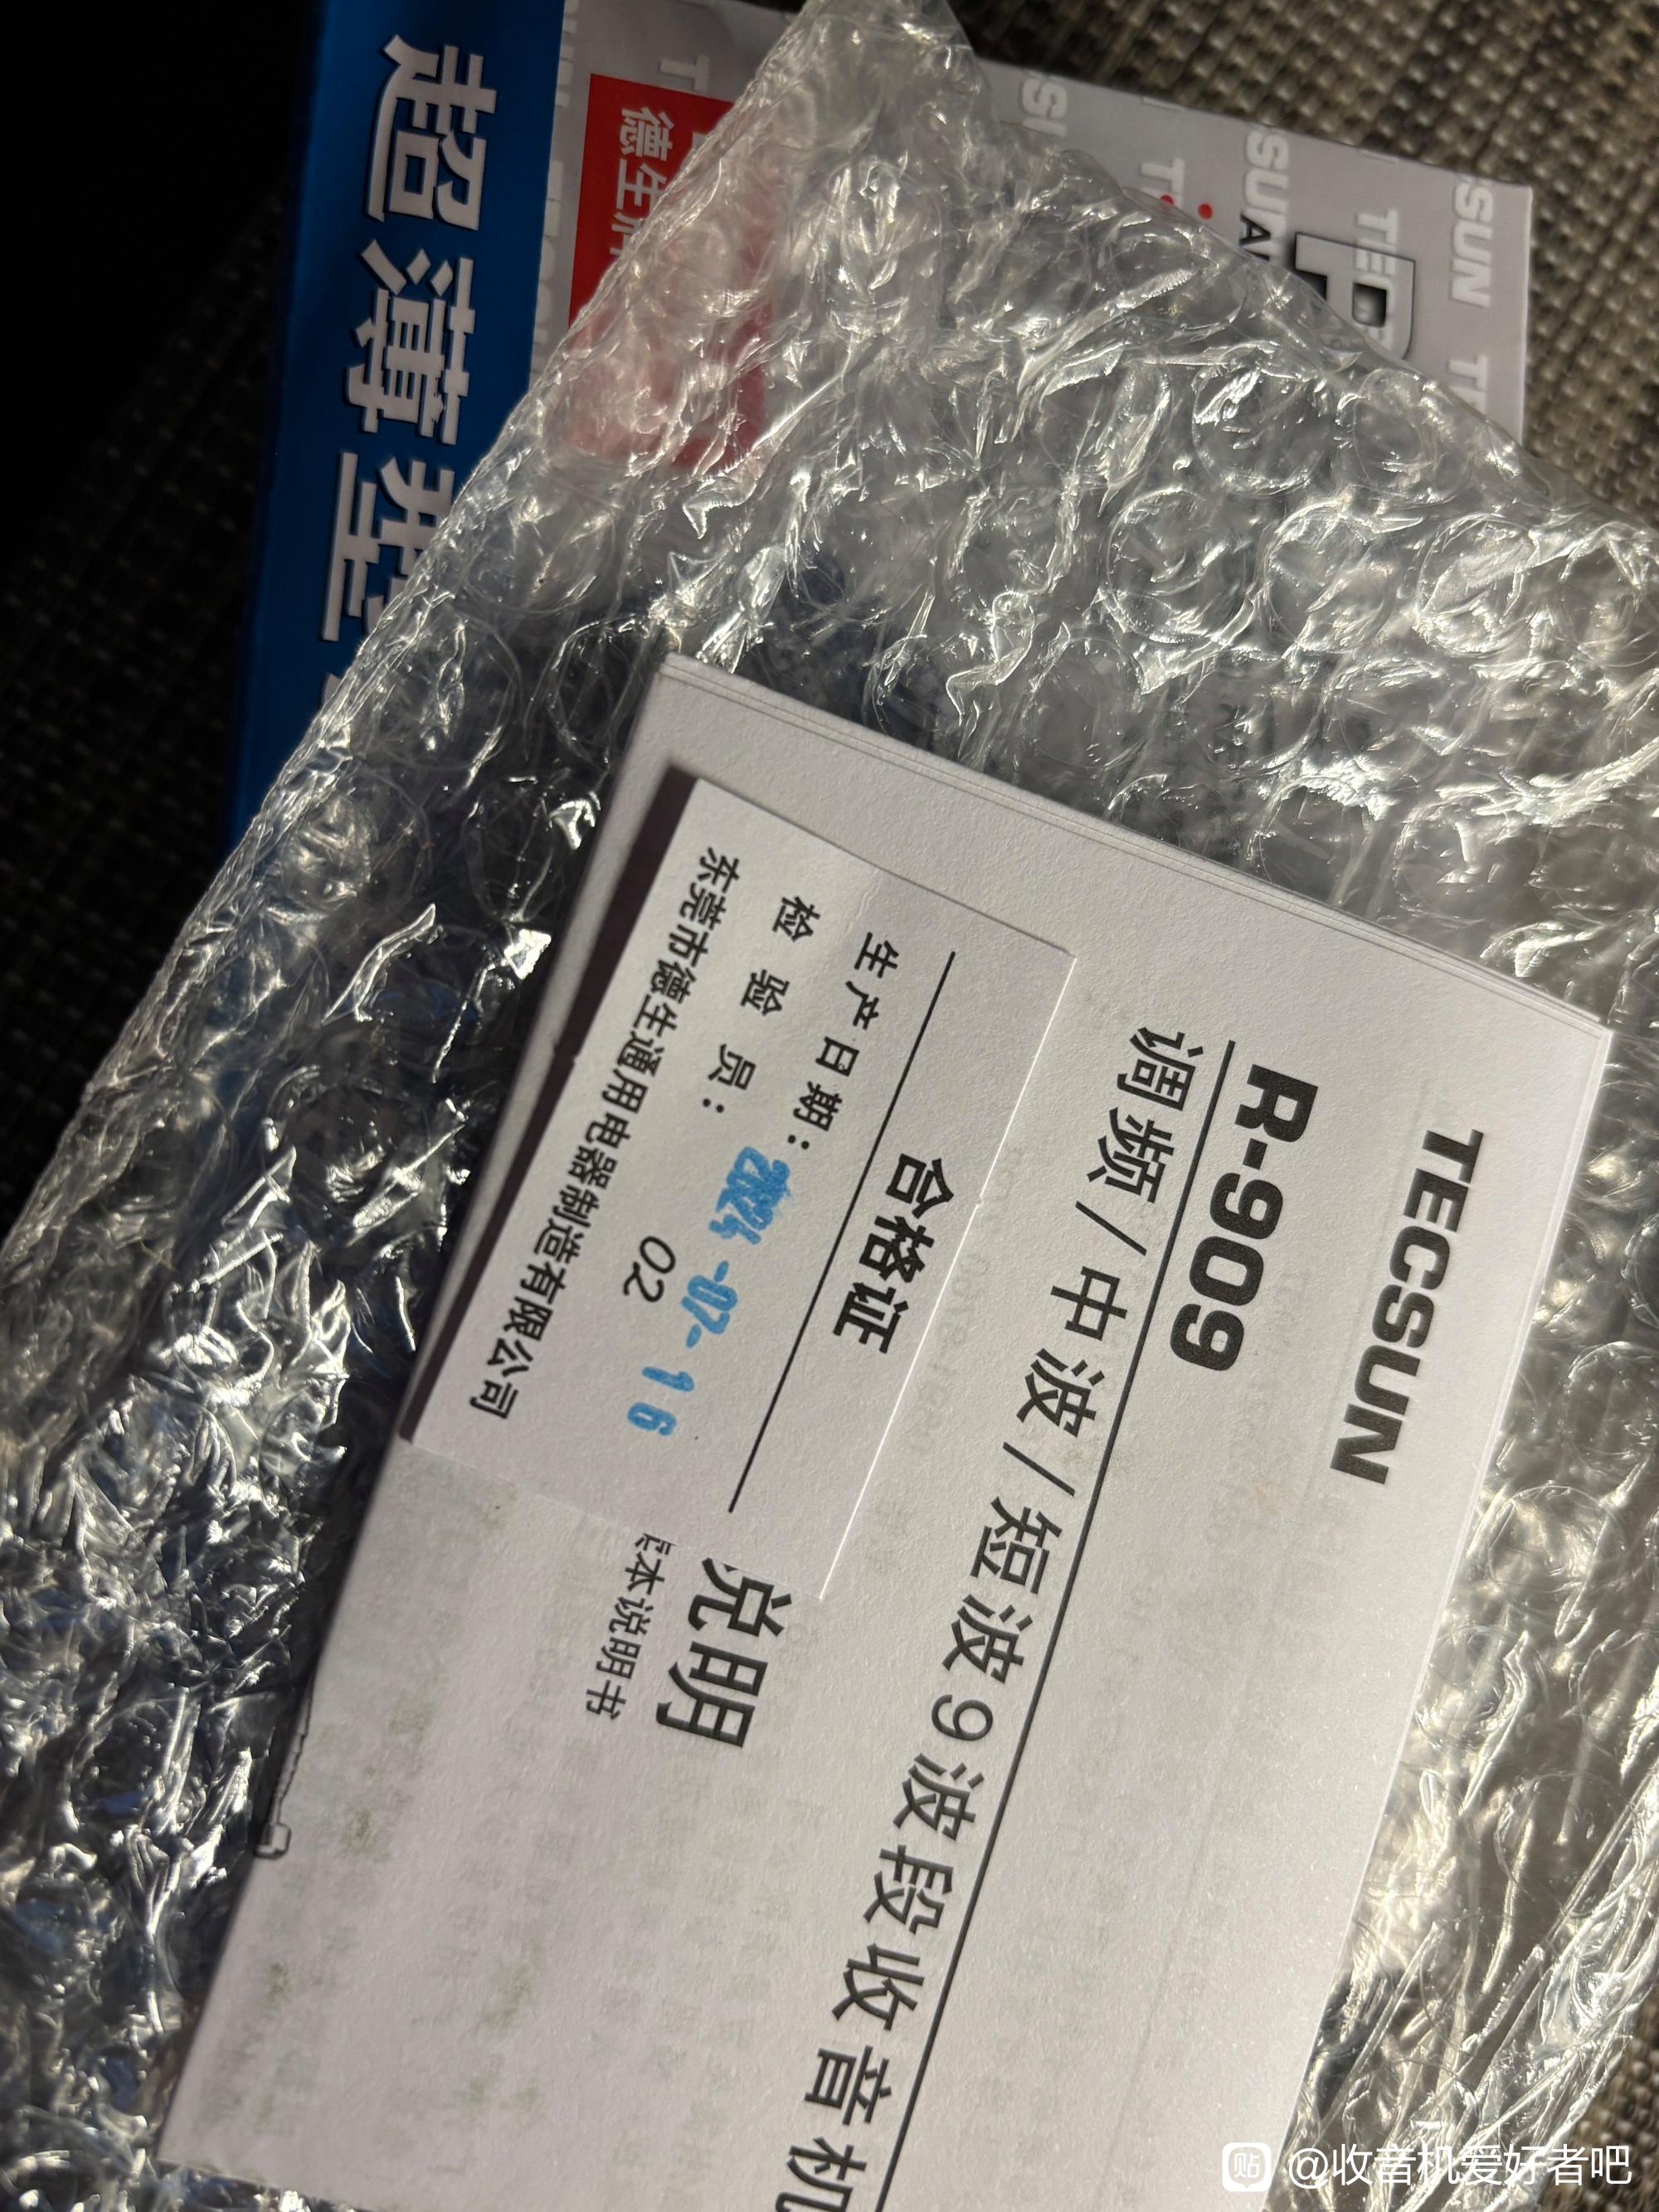 超薄型
德生牌
TECSUN
R-909
调频/中波/短波9波段收音机
合格证
生产日期：2024-07-16
检验员：02
东莞市德生通用电器制造有限公司
说明
本说明书
贴 @收音机爱好者吧